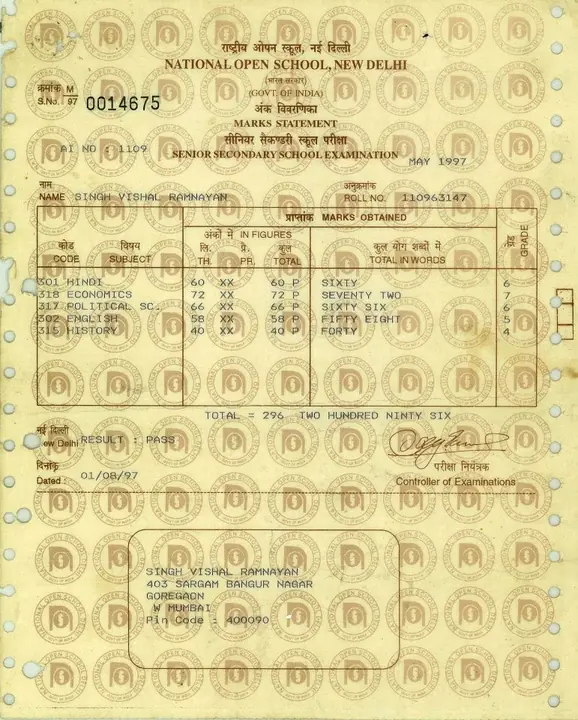 राष्ट्रीय ओपन स्कूल, नई दिल्ली
NATIONAL OPEN SCHOOL, NEW DELHI
(भारत सरकार)
(GOVT. OF INDIA)
क्रमांक M
S.No. 97 0014675
अंक विवरणिका
MARKS STATEMENT
सीनियर सेकण्डरी स्कूल परीक्षा
AI NO : 1109
SENIOR SECONDARY SCHOOL EXAMINATION
MAY 1997
नाम अनुक्रमांक
NAME SINGH VISHAL RAMNAYAN ROLL NO. 110963147
प्राप्तांक MARKS OBTAINED
ग्रेड GRADE
अंकों में IN FIGURES
कोड विषय लि. प्रै. कुल कुल योग शब्दों में
CODE SUBJECT TH. PR. TOTAL TOTAL IN WORDS
301 HINDI 60 XX 60 P SIXTY 6
318 ECONOMICS 72 XX 72 P SEVENTY TWO 7
317 POLITICAL SC. 66 XX 66 P SIXTY SIX 6
302 ENGLISH 58 XX 58 P FIFTY EIGHT 5
315 HISTORY 40 XX 40 P FORTY 4
TOTAL = 296 TWO HUNDRED NINTY SIX
नई दिल्ली
ew Delhi RESULT : PASS
दिनांक परीक्षा नियंत्रक
Dated : 01/08/97 Controller of Examinations
SINGH VISHAL RAMNAYAN
403 SARGAM BANGUR NAGAR
GOREGAON
W MUMBAI
Pin Code : 400090